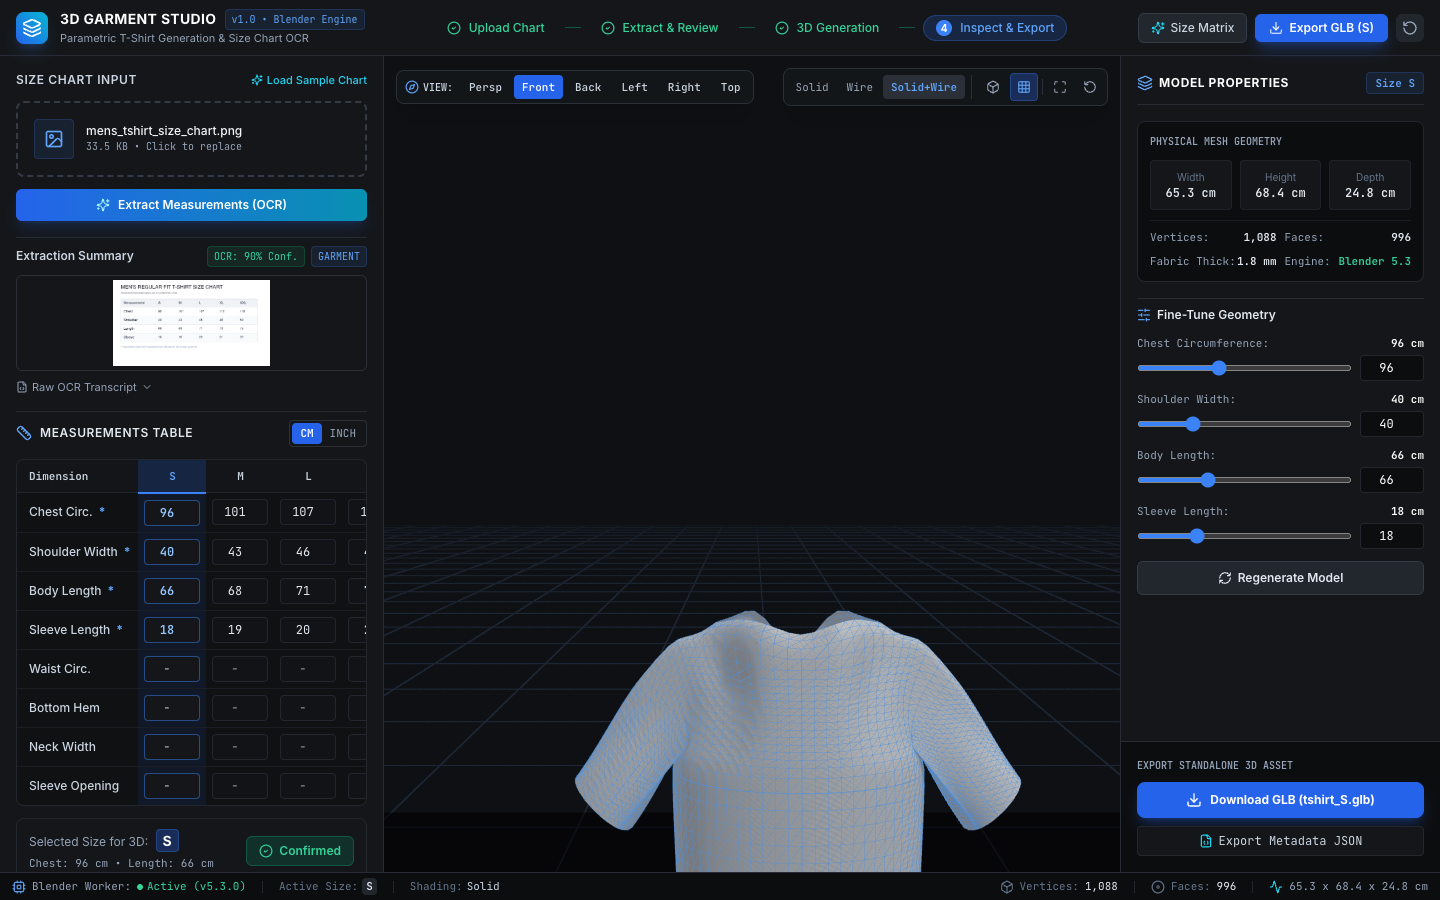 3D GARMENT STUDIO
v1.0 • Blender Engine
Parametric T-Shirt Generation & Size Chart OCR
Upload Chart
Extract & Review
3D Generation
4 Inspect & Export
Size Matrix
Export GLB (S)
SIZE CHART INPUT
Load Sample Chart
mens_tshirt_size_chart.png
33.5 KB • Click to replace
Extract Measurements (OCR)
Extraction Summary
OCR: 90% Conf.
GARMENT
MEN'S REGULAR FIT T-SHIRT SIZE CHART
Raw OCR Transcript
MEASUREMENTS TABLE
CM INCH
Dimension S M L
Chest Circ. * 96 101 107
Shoulder Width * 40 43 46
Body Length * 66 68 71
Sleeve Length * 18 19 20
Waist Circ. - - -
Bottom Hem - - -
Neck Width - - -
Sleeve Opening - - -
Selected Size for 3D: S
Chest: 96 cm • Length: 66 cm
Confirmed
VIEW: Persp Front Back Left Right Top
Solid Wire Solid+Wire
MODEL PROPERTIES
Size S
PHYSICAL MESH GEOMETRY
Width Height Depth
65.3 cm 68.4 cm 24.8 cm
Vertices: 1,088 Faces: 996
Fabric Thick: 1.8 mm Engine: Blender 5.3
Fine-Tune Geometry
Chest Circumference: 96 cm
96
Shoulder Width: 40 cm
40
Body Length: 66 cm
66
Sleeve Length: 18 cm
18
Regenerate Model
EXPORT STANDALONE 3D ASSET
Download GLB (tshirt_S.glb)
Export Metadata JSON
Blender Worker: ● Active (v5.3.0)
Active Size: S
Shading: Solid
Vertices: 1,088
Faces: 996
65.3 x 68.4 x 24.8 cm